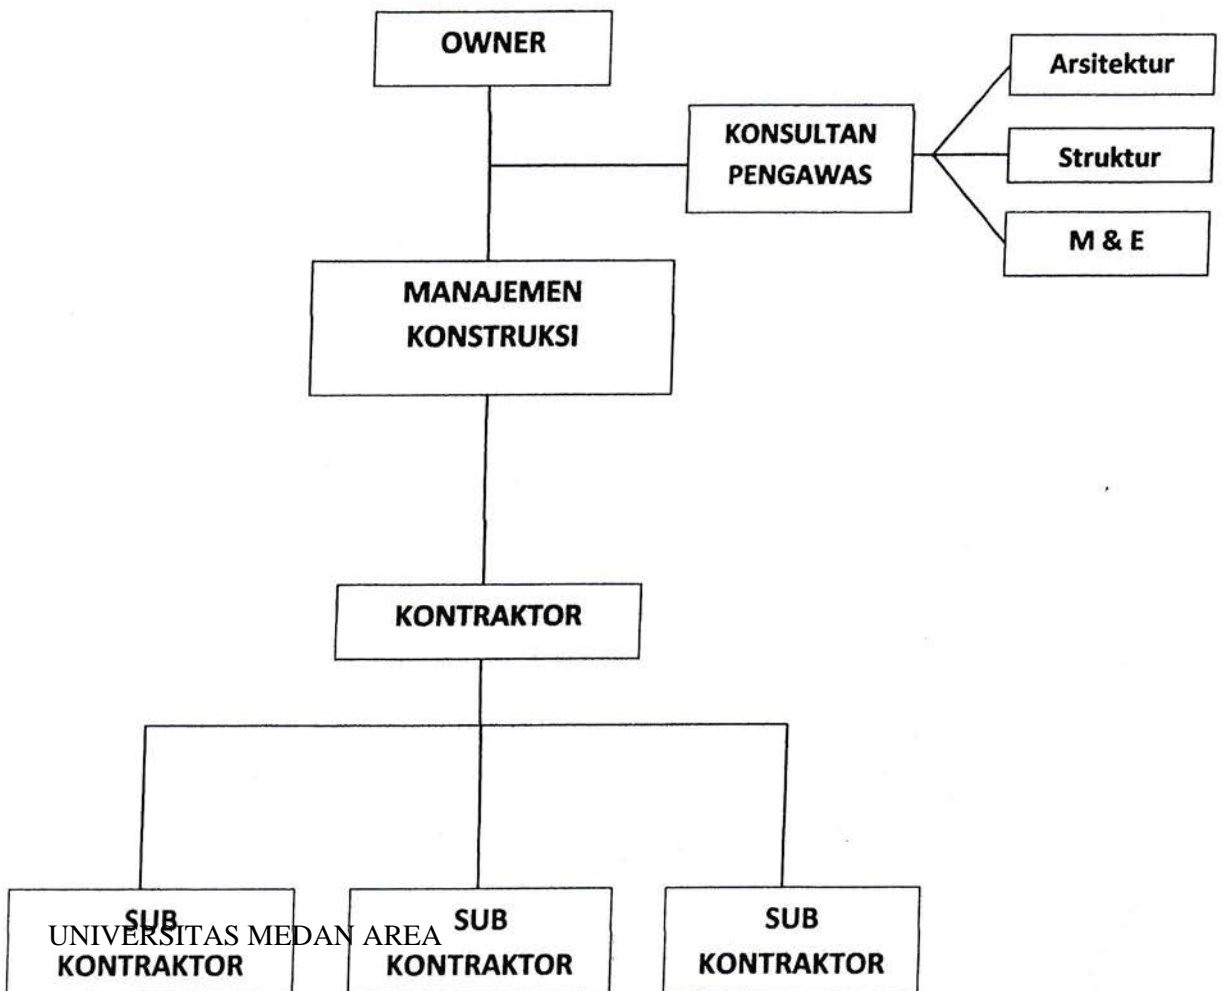 OWNER
Arsitektur
KONSULTAN
PENGAWAS
Struktur
M & E
MANAJEMEN
KONSTRUKSI
KONTRAKTOR
SUB
KONTRAKTOR
SUB
KONTRAKTOR
SUB
KONTRAKTOR
UNIVERSITAS MEDAN AREA